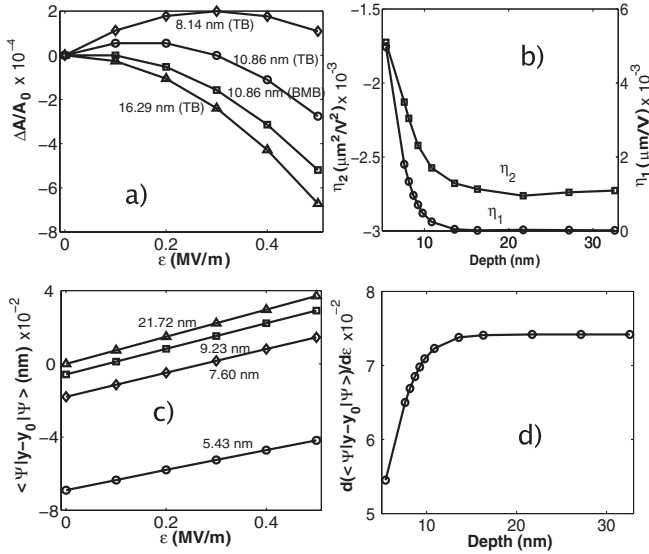 ΔA/A₀ x 10⁻⁴
4
2
0
−2
−4
−6
−8
0
0.2
0.4
ε (MV/m)
8.14 nm (TB)
10.86 nm (TB)
10.86 nm (BMB)
16.29 nm (TB)
a)
η₂ (μm²/V²) x 10⁻³
−1.5
−2
−2.5
−3
10
20
30
Depth (nm)
η₂
η₁
b)
6
4
2
0
η₁ (μm/V) x 10⁻³
<Ψ|y−y₀|Ψ> (nm) x10⁻²
4
0
−4
−8
0
0.2
0.4
ε (MV/m)
21.72 nm
9.23 nm
7.60 nm
5.43 nm
c)
d(<Ψ|y−y₀|Ψ>)/dε x10⁻²
8
7
6
5
0
10
20
30
Depth (nm)
d)